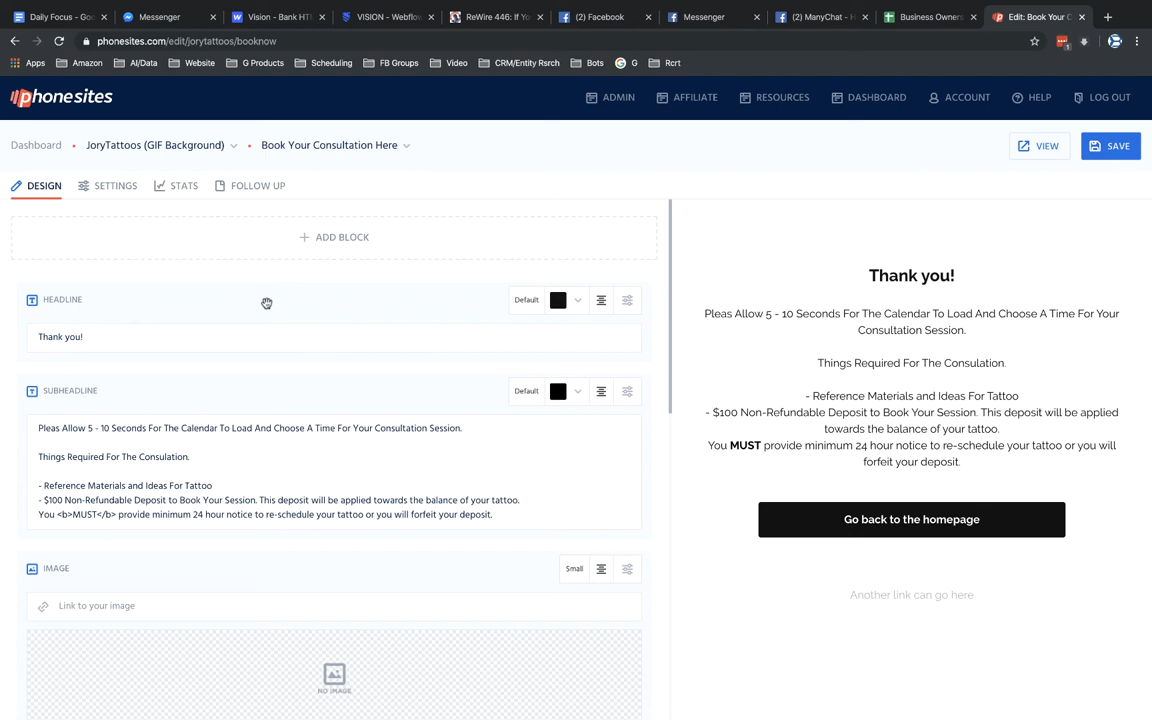 Daily Focus - Goo
Messenger
Vision - Bank HT
VISION - Webflow
ReWire 446: If Yo
(2) Facebook
Messenger
(2) ManyChat - H
Business Owners
Edit: Book Your C
phonesites.com/edit/jorytattoos/booknow
1
Apps
Amazon
AI/Data
Website
G Products
Scheduling
FB Groups
Video
CRM/Entity Rsrch
Bots
G
Rcrt
phonesites
ADMIN
AFFILIATE
RESOURCES
DASHBOARD
ACCOUNT
HELP
LOG OUT
Dashboard
JoryTattoos (GIF Background)
Book Your Consultation Here
VIEW
SAVE
DESIGN
SETTINGS
STATS
FOLLOW UP
ADD BLOCK
HEADLINE
Default
Thank you!
SUBHEADLINE
Default
Pleas Allow 5 - 10 Seconds For The Calendar To Load And Choose A Time For Your Consultation Session.
Things Required For The Consulation.
- Reference Materials and Ideas For Tattoo
- $100 Non-Refundable Deposit to Book Your Session. This deposit will be applied towards the balance of your tattoo.
You <b>MUST</b> provide minimum 24 hour notice to re-schedule your tattoo or you will forfeit your deposit.
IMAGE
Small
Link to your image
NO IMAGE
Thank you!
Pleas Allow 5 - 10 Seconds For The Calendar To Load And Choose A Time For Your
Consultation Session.
Things Required For The Consulation.
- Reference Materials and Ideas For Tattoo
- $100 Non-Refundable Deposit to Book Your Session. This deposit will be applied
towards the balance of your tattoo.
You MUST provide minimum 24 hour notice to re-schedule your tattoo or you will
forfeit your deposit.
Go back to the homepage
Another link can go here